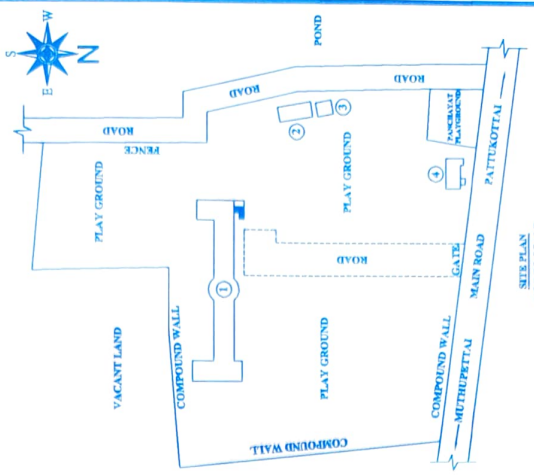 S
W
E
N
POND
ROAD
ROAD
ROAD
FENCE
PLAY GROUND
②
③
PANCHAYAT
PLAYGROUND
PLAY GROUND
④
①
ROAD
GATE
MAIN ROAD
PATTUKOTTAI
VACANT LAND
COMPOUND WALL
PLAY GROUND
COMPOUND WALL
MUTHUPETTAI
COMPOUND WALL
SITE PLAN